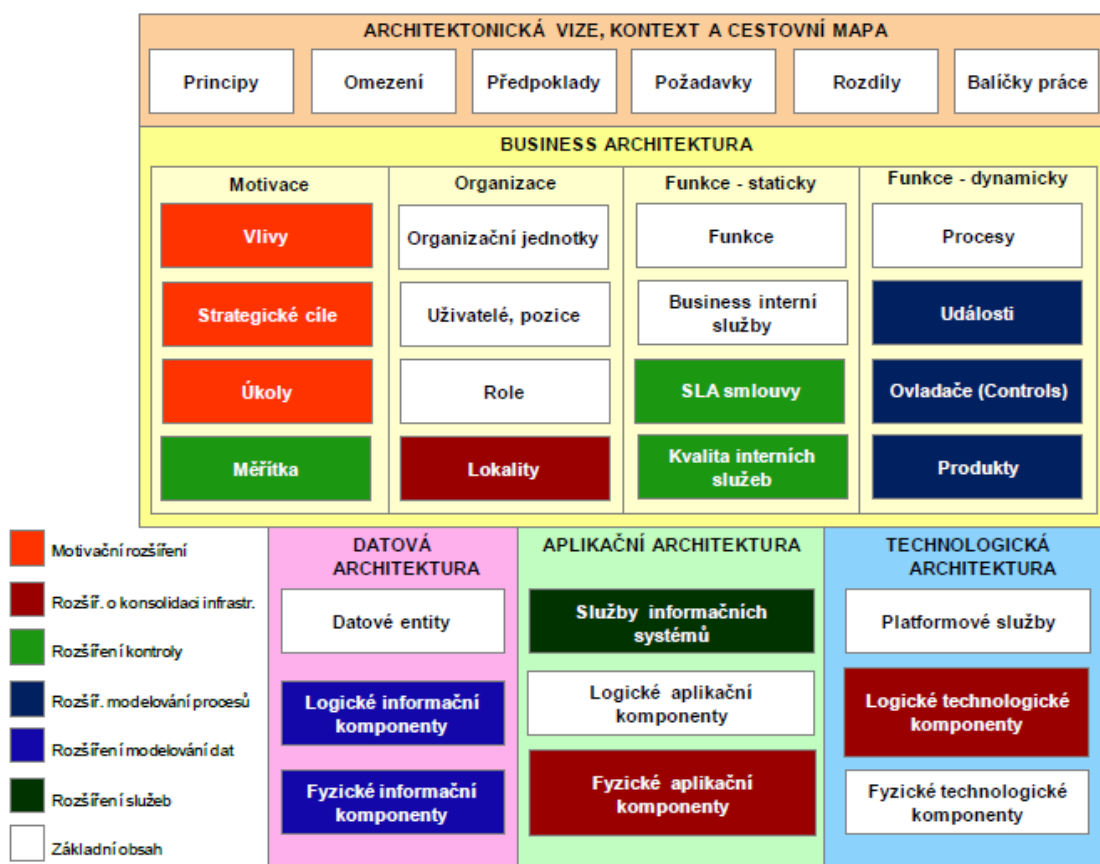 ARCHITEKTONICKÁ VIZE, KONTEXT A CESTOVNÍ MAPA
Principy
Omezení
Předpoklady
Požadavky
Rozdíly
Balíčky práce
BUSINESS ARCHITEKTURA
Motivace
Vlivy
Strategické cíle
Úkoly
Měřítka
Organizace
Organizační jednotky
Uživatelé, pozice
Role
Lokality
Funkce - staticky
Funkce
Business interní
služby
SLA smlouvy
Kvalita interních
služeb
Funkce - dynamicky
Procesy
Události
Ovladače (Controls)
Produkty
Motivační rozšíření
Rozšíř. o konsolidaci infrastr.
Rozšíření kontroly
Rozšíř. modelování procesů
Rozšíření modelování dat
Rozšíření služeb
Základní obsah
DATOVÁ
ARCHITEKTURA
Datové entity
Logické informační
komponenty
Fyzické informační
komponenty
APLIKAČNÍ ARCHITEKTURA
Služby informačních
systémů
Logické aplikační
komponenty
Fyzické aplikační
komponenty
TECHNOLOGICKÁ
ARCHITEKTURA
Platformové služby
Logické technologické
komponenty
Fyzické technologické
komponenty